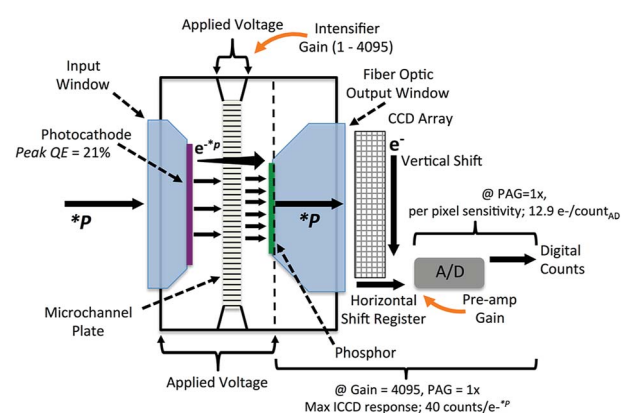 Applied Voltage
Intensifier
Gain (1 - 4095)
Input
Window
Fiber Optic
Output Window
CCD Array
Photocathode
Peak QE = 21%
e-*p
e-
Vertical Shift
@ PAG=1x,
per pixel sensitivity; 12.9 e-/countAD
*P
*P
A/D
Digital
Counts
Microchannel
Plate
Horizontal
Shift Register
Pre-amp
Gain
Phosphor
Applied Voltage
@ Gain = 4095, PAG = 1x
Max ICCD response; 40 counts/e-*p